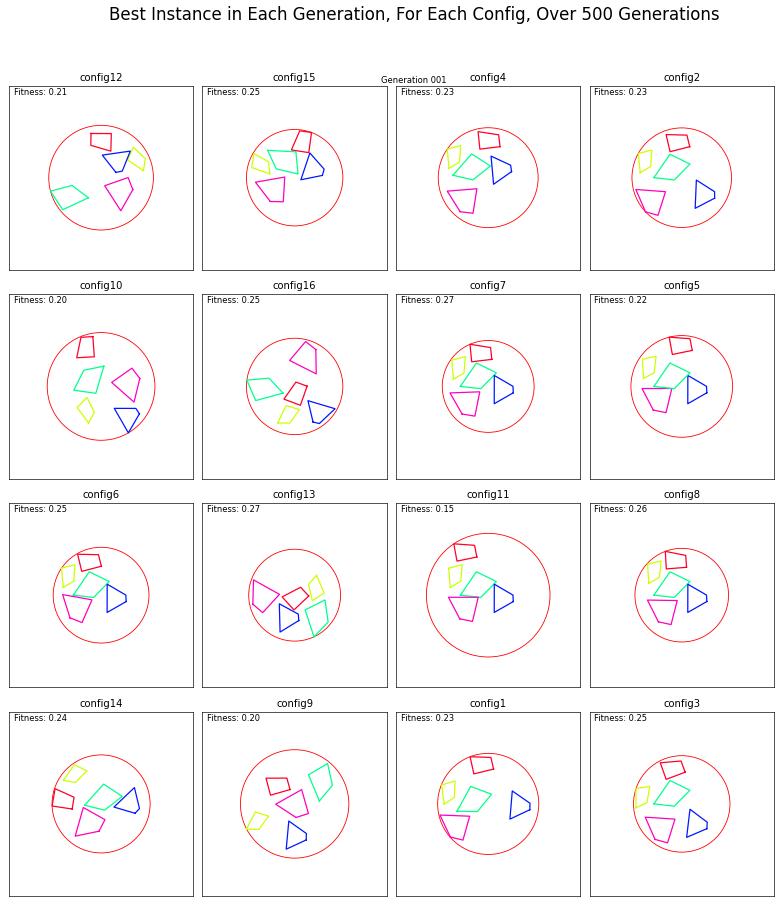 Best Instance in Each Generation, For Each Config, Over 500 Generations
Generation 001
config12
Fitness: 0.21
config15
Fitness: 0.25
config4
Fitness: 0.23
config2
Fitness: 0.23
config10
Fitness: 0.20
config16
Fitness: 0.25
config7
Fitness: 0.27
config5
Fitness: 0.22
config6
Fitness: 0.25
config13
Fitness: 0.27
config11
Fitness: 0.15
config8
Fitness: 0.26
config14
Fitness: 0.24
config9
Fitness: 0.20
config1
Fitness: 0.23
config3
Fitness: 0.25